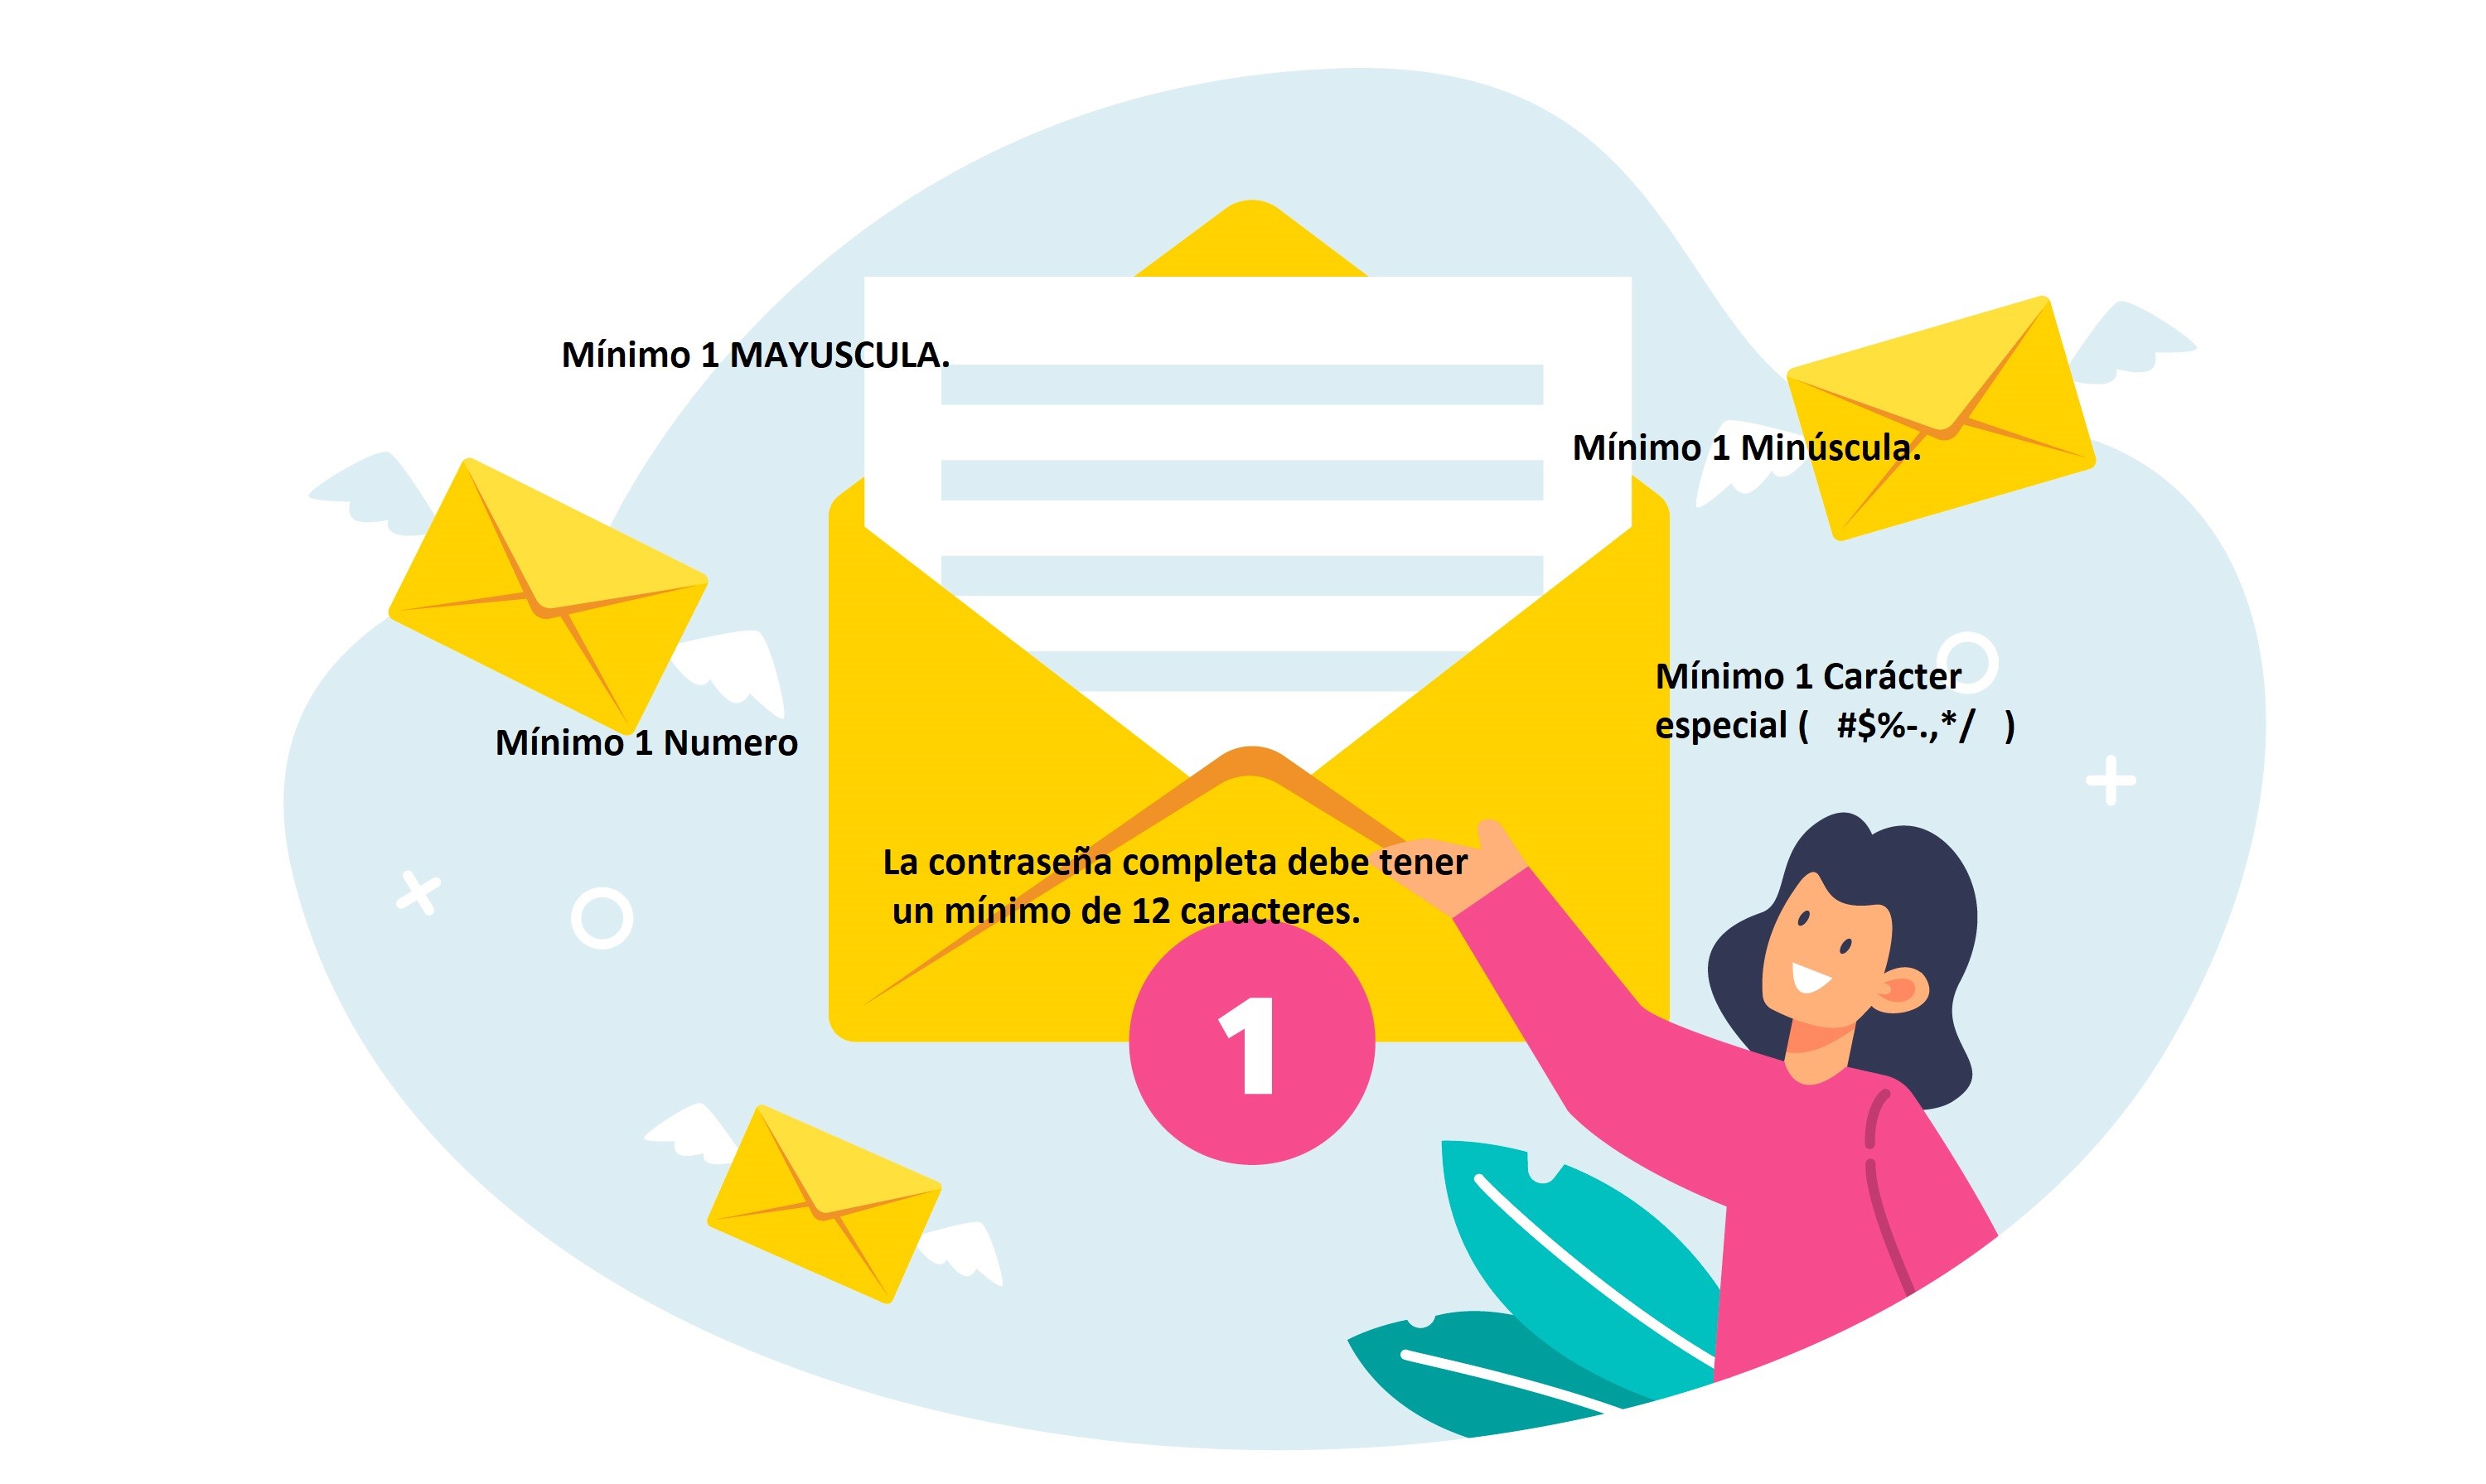 Mínimo 1 MAYUSCULA.
Mínimo 1 Minúscula.
Mínimo 1 Carácter
especial (   #$%-.,*/   )
Mínimo 1 Numero
La contraseña completa debe tener
un mínimo de 12 caracteres.
1